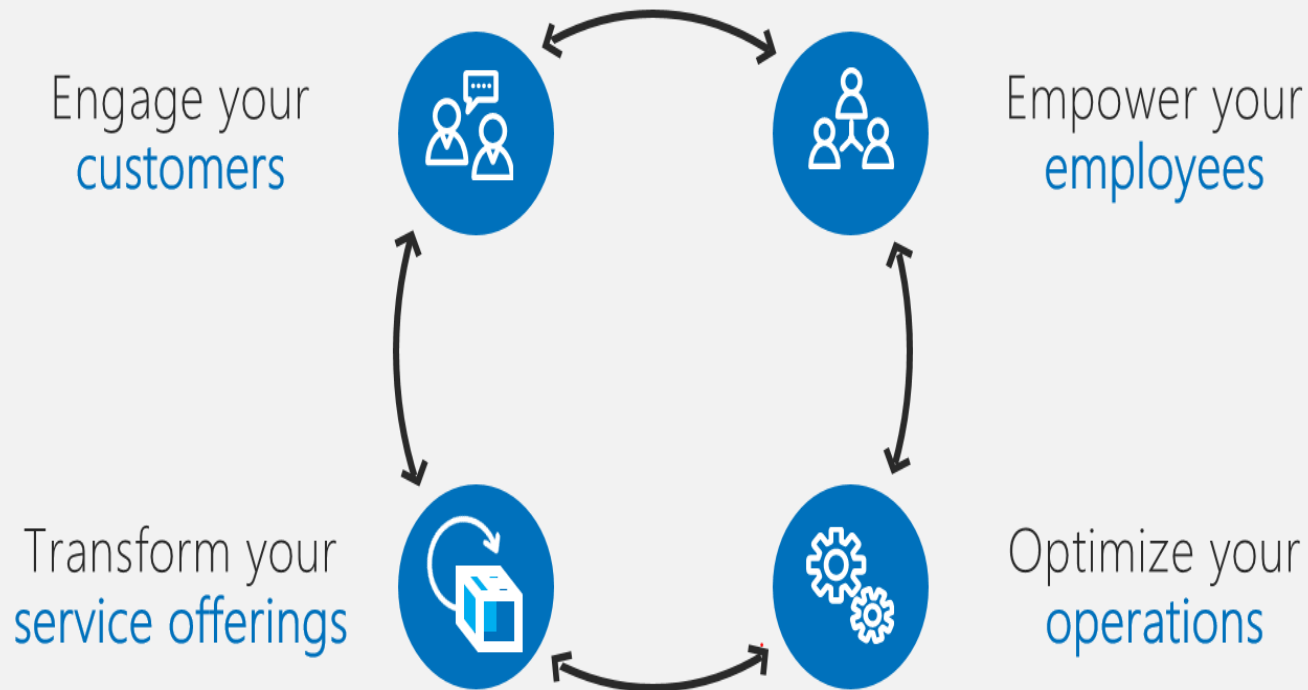 Engage your
customers
Empower your
employees
Transform your
service offerings
Optimize your
operations